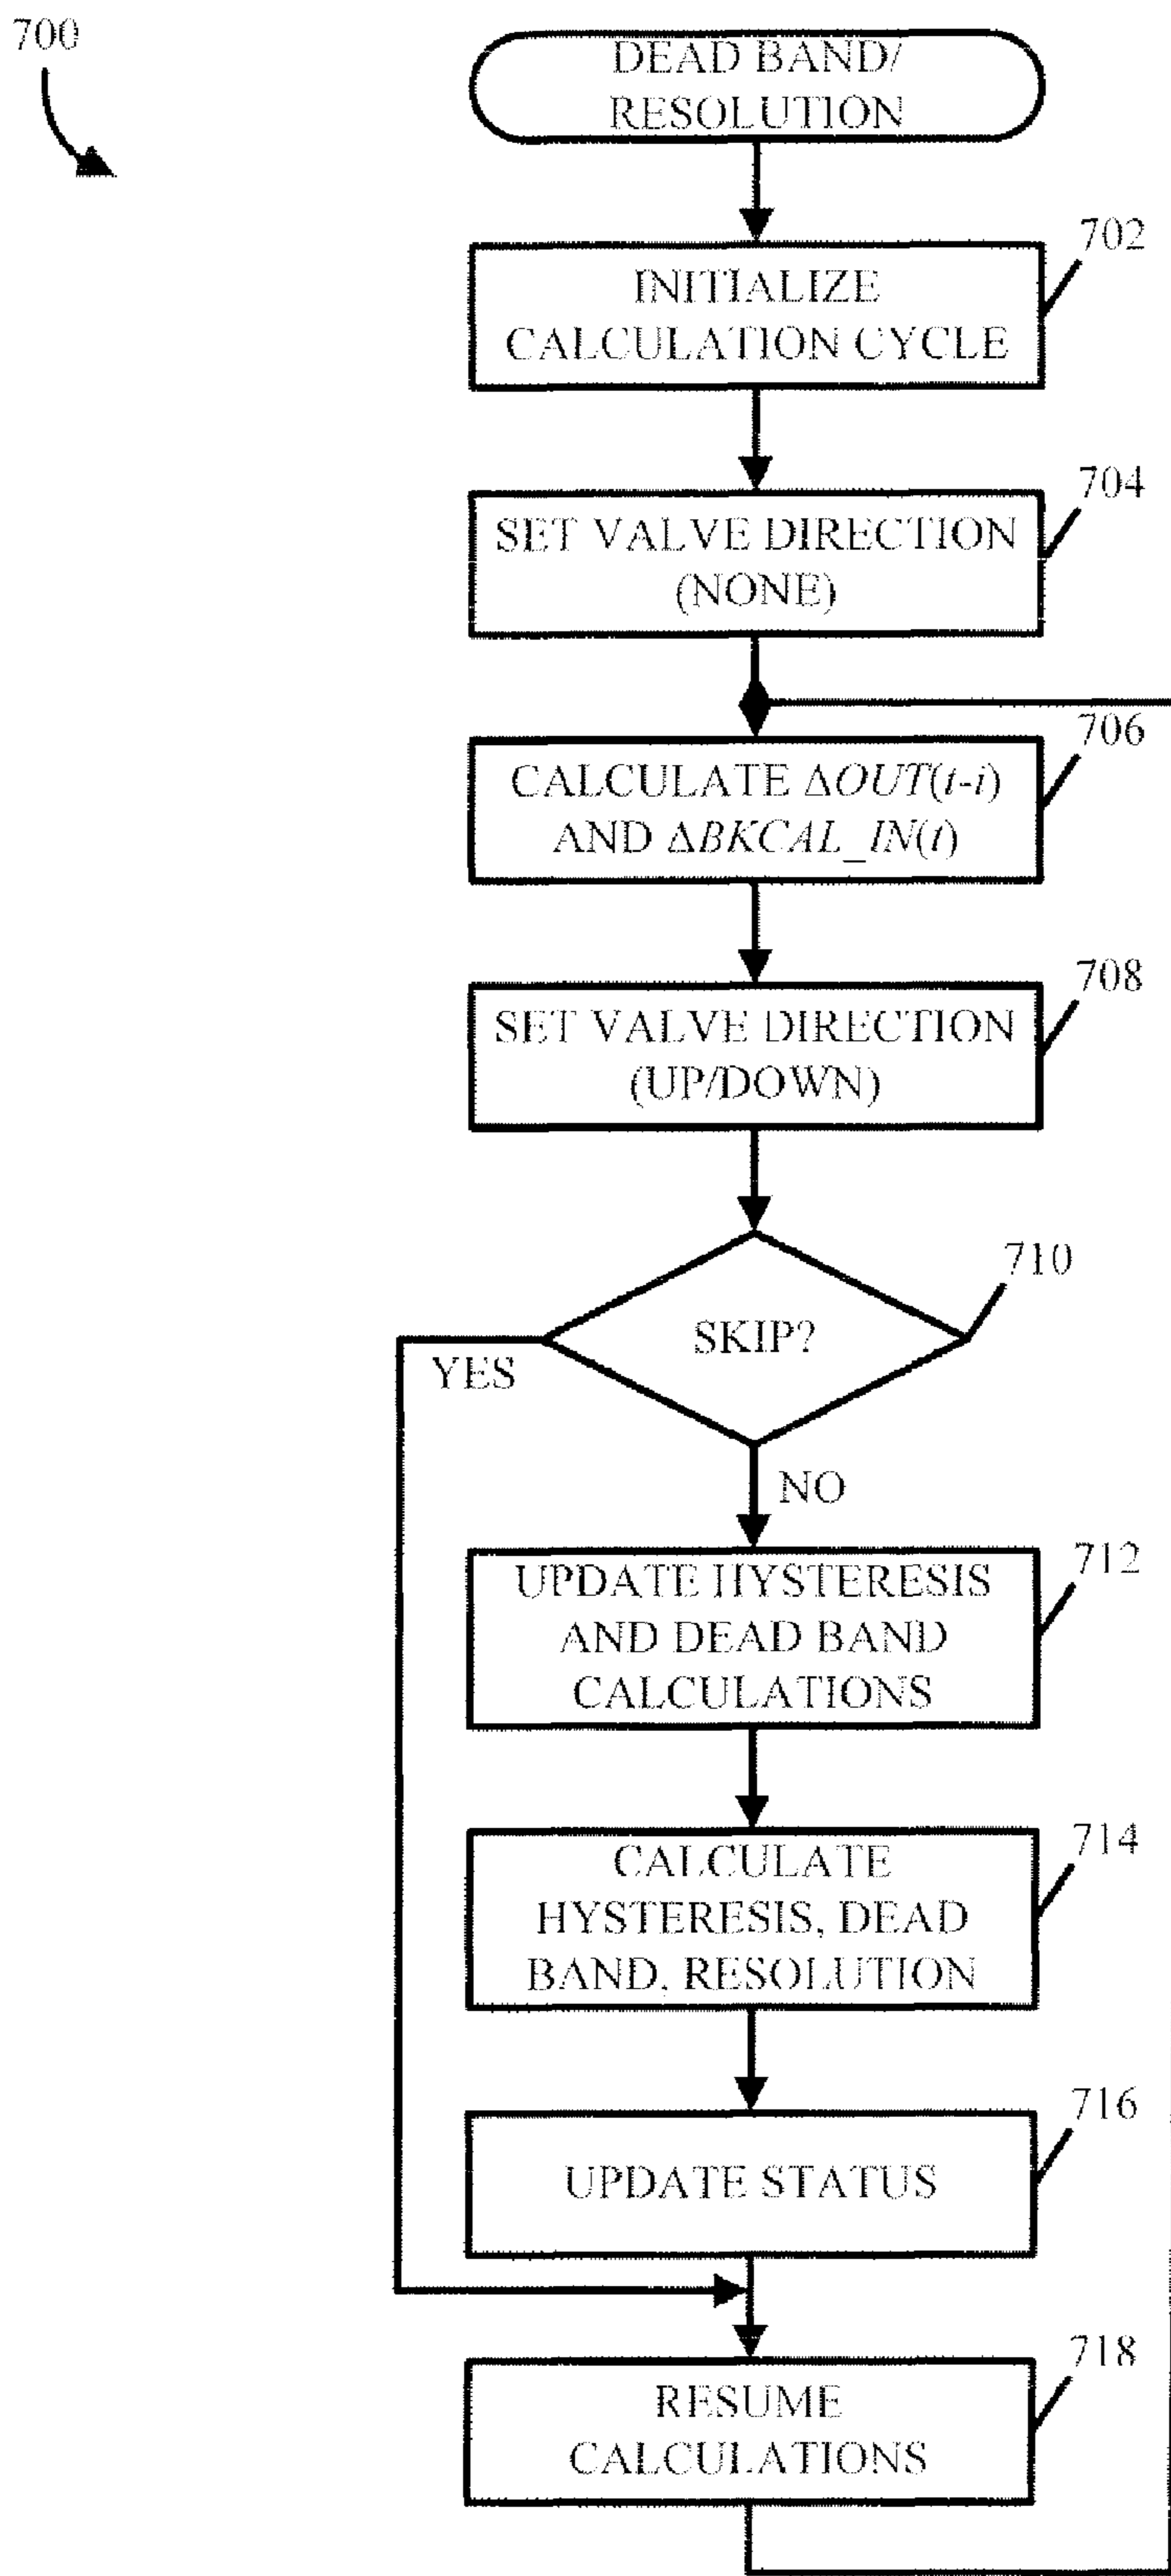 700
DEAD BAND/
RESOLUTION
702
INITIALIZE
CALCULATION CYCLE
704
SET VALVE DIRECTION
(NONE)
706
CALCULATE ΔOUT(t-i)
AND ΔBKCAL_IN(t)
708
SET VALVE DIRECTION
(UP/DOWN)
710
SKIP?
YES
NO
712
UPDATE HYSTERESIS
AND DEAD BAND
CALCULATIONS
714
CALCULATE
HYSTERESIS, DEAD
BAND, RESOLUTION
716
UPDATE STATUS
718
RESUME
CALCULATIONS